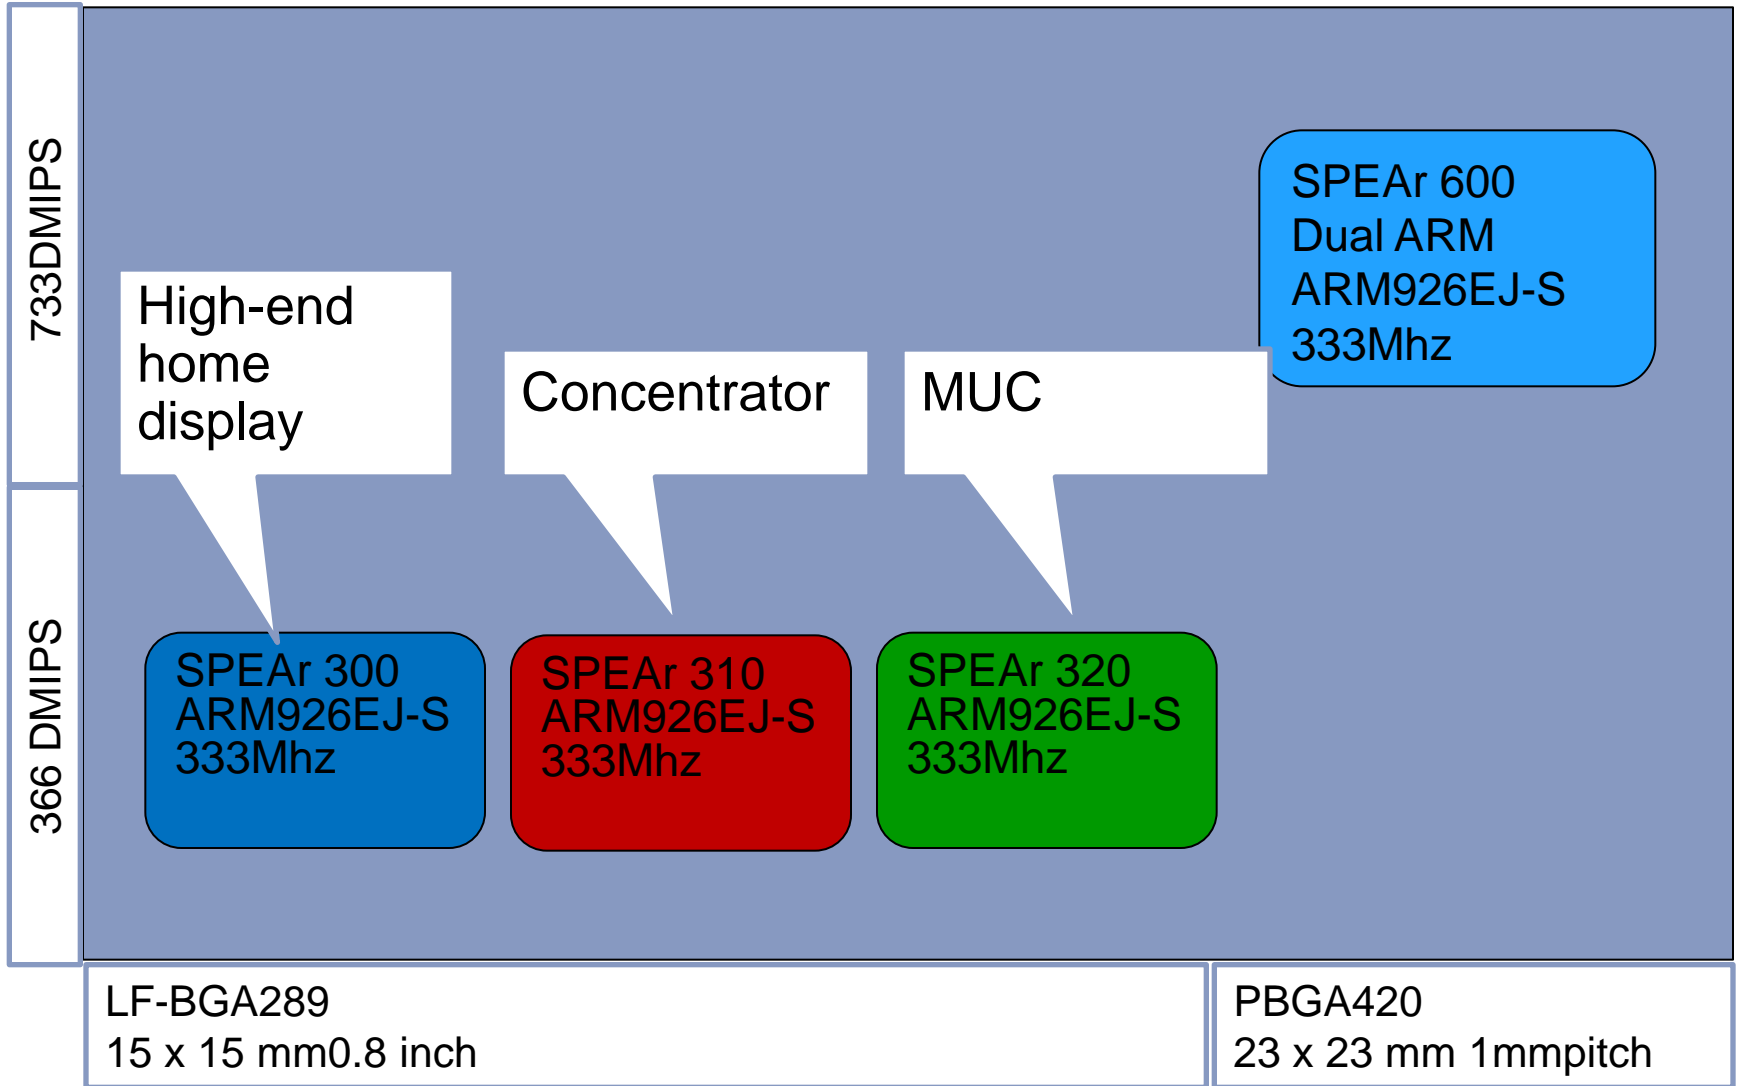 733DMIPS
SPEAr 600
Dual ARM
ARM926EJ-S
333Mhz
High-end
home
display
Concentrator
MUC
366 DMIPS
SPEAr 300
ARM926EJ-S
333Mhz
SPEAr 310
ARM926EJ-S
333Mhz
SPEAr 320
ARM926EJ-S
333Mhz
LF-BGA289
15 x 15 mm0.8 inch
PBGA420
23 x 23 mm 1mmpitch